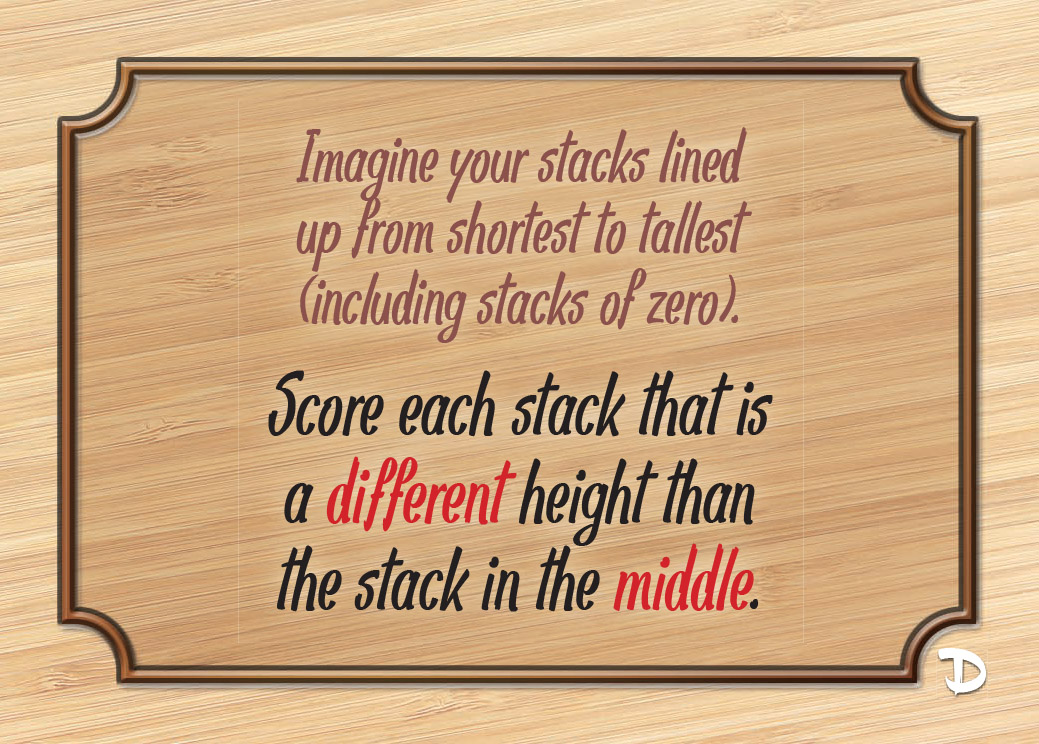 Imagine your stacks lined
up from shortest to tallest
(including stacks of zero).
Score each stack that is
a different height than
the stack in the middle.
D